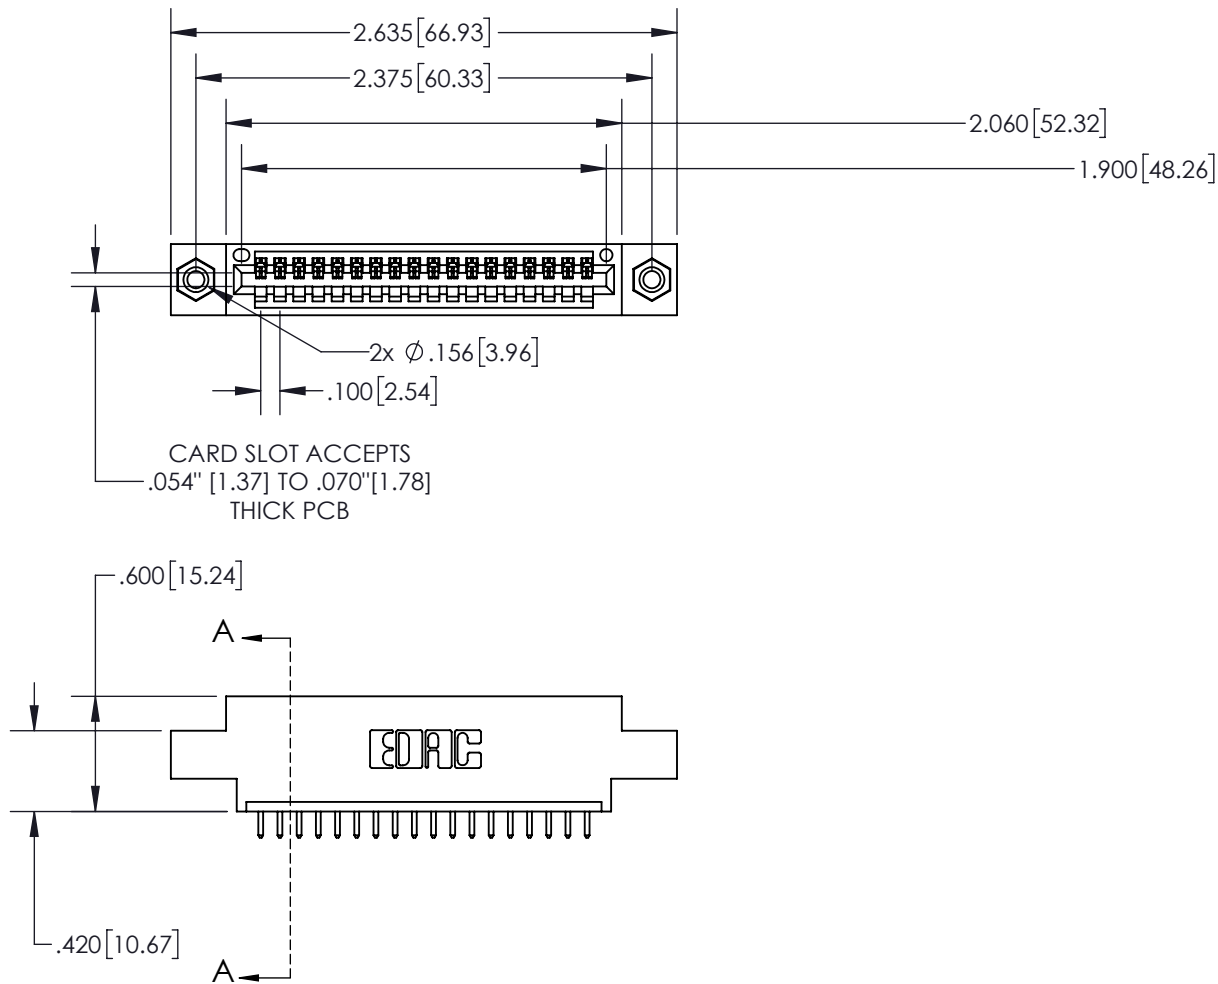 2.635[66.93]
2.375[60.33]
2.060[52.32]
1.900[48.26]
2x Ø.156[3.96]
.100[2.54]
CARD SLOT ACCEPTS
.054" [1.37] TO .070"[1.78]
THICK PCB
.600[15.24]
A
EDAC
.420[10.67]
A